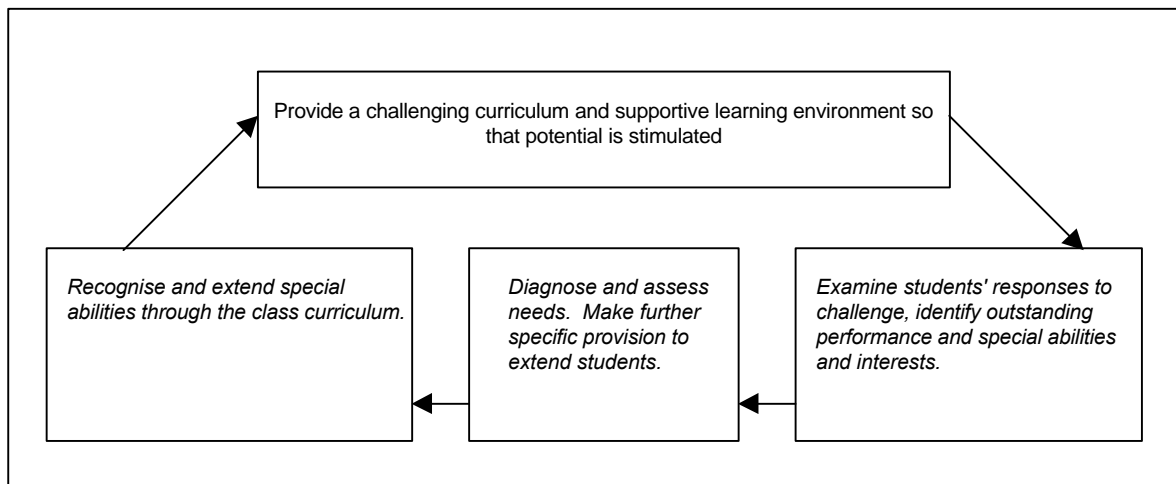 Provide a challenging curriculum and supportive learning environment so
that potential is stimulated
Recognise and extend special
abilities through the class curriculum.
Diagnose and assess
needs.  Make further
specific provision to
extend students.
Examine students' responses to
challenge, identify outstanding
performance and special abilities
and interests.